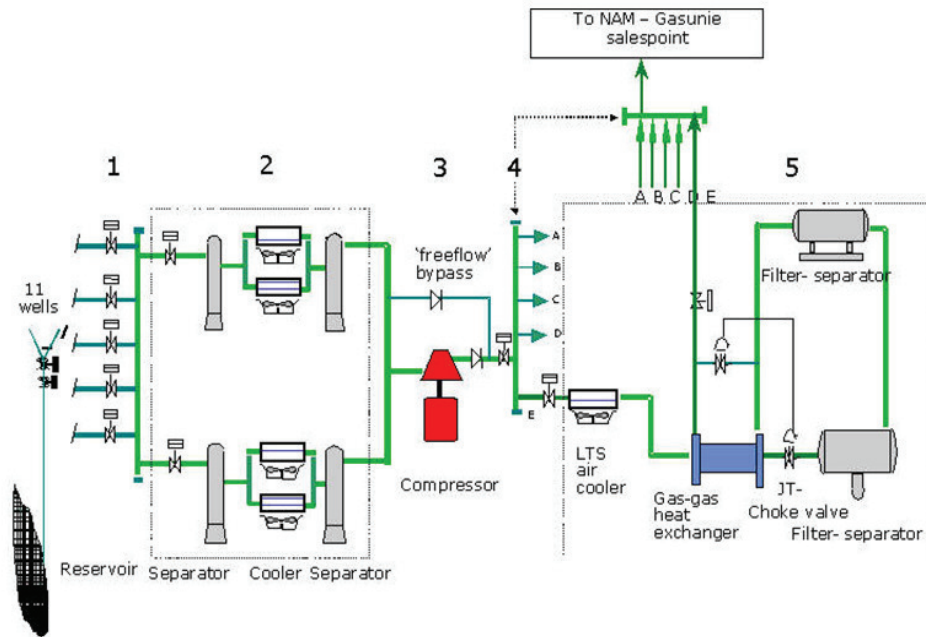 To NAM – Gasunie
salespoint
1
2
3
4
5
A B C D E
11
wells
'freeflow'
bypass
A
B
C
D
E
Filter- separator
Compressor
LTS
air
cooler
Gas-gas
heat
exchanger
JT-
Choke valve
Filter-separator
Reservoir
Separator
Cooler
Separator